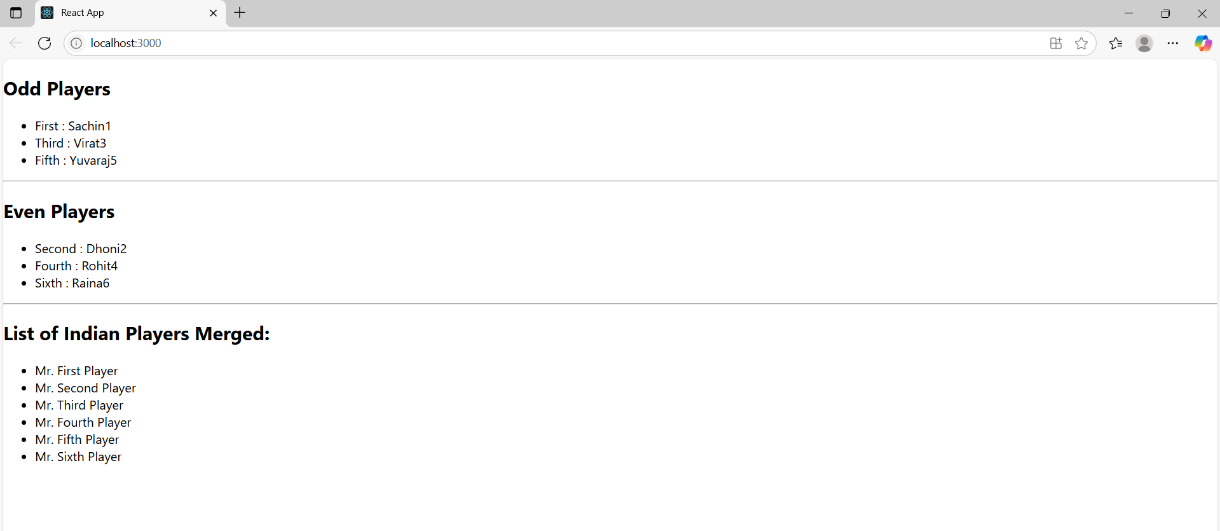 React App
localhost:3000
Odd Players
First : Sachin1
Third : Virat3
Fifth : Yuvaraj5
Even Players
Second : Dhoni2
Fourth : Rohit4
Sixth : Raina6
List of Indian Players Merged:
Mr. First Player
Mr. Second Player
Mr. Third Player
Mr. Fourth Player
Mr. Fifth Player
Mr. Sixth Player